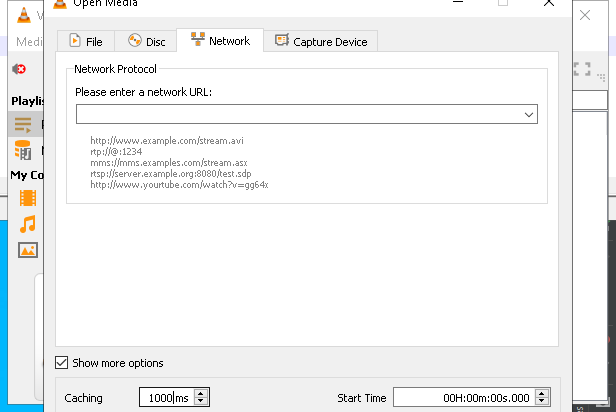 Open Media
Medi
File
Disc
Network
Capture Device
Network Protocol
Please enter a network URL:
Playlis
http://www.example.com/stream.avi
rtp://@:1234
mms://mms.examples.com/stream.asx
rtsp://server.example.org:8080/test.sdp
http://www.yourtube.com/watch?v=gg64x
My Co
Show more options
Caching
1000 ms
Start Time
00H:00m:00s.000